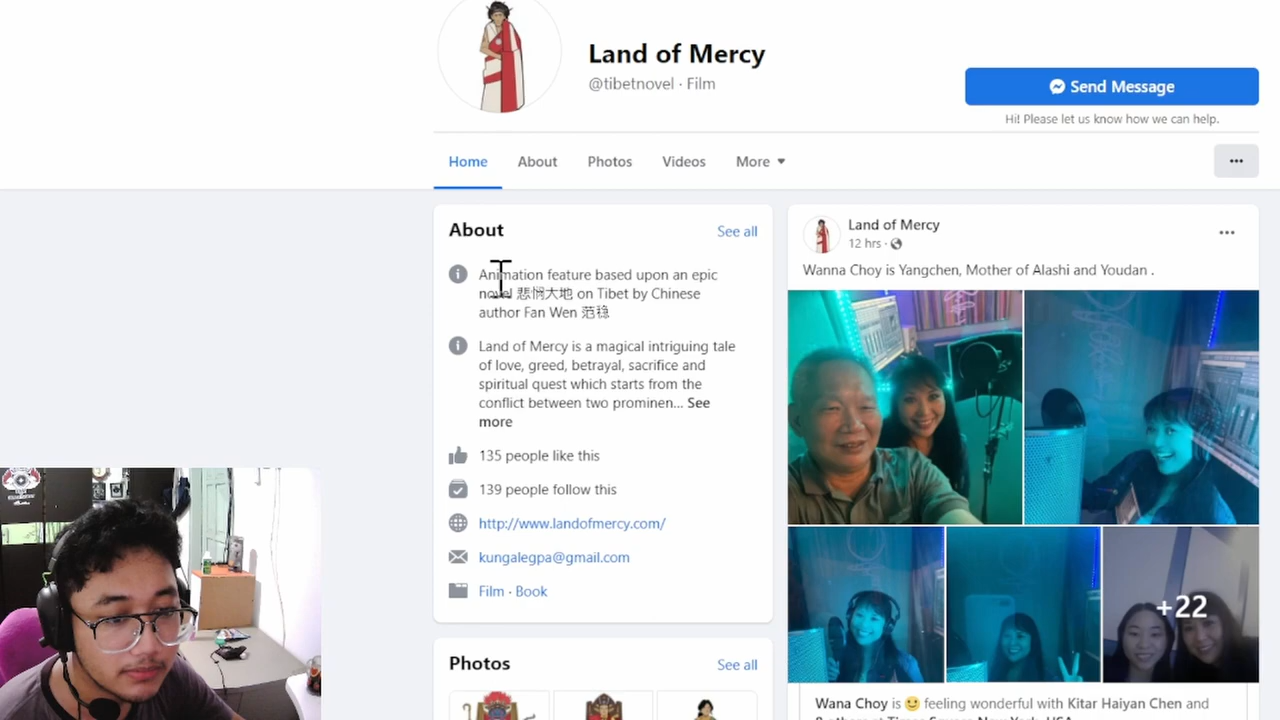 Land of Mercy
@tibetnovel · Film
Send Message
Hi! Please let us know how we can help.
Home
About
Photos
Videos
More
About
See all
Animation feature based upon an epic
novel 悲悯大地 on Tibet by Chinese
author Fan Wen 范稳
Land of Mercy is a magical intriguing tale
of love, greed, betrayal, sacrifice and
spiritual quest which starts from the
conflict between two prominen... See
more
135 people like this
139 people follow this
http://www.landofmercy.com/
kungalegpa@gmail.com
Film · Book
Photos
See all
Land of Mercy
12 hrs ·
Wanna Choy is Yangchen, Mother of Alashi and Youdan .
+22
Wana Choy is feeling wonderful with Kitar Haiyan Chen and
at Times Square, New York, USA